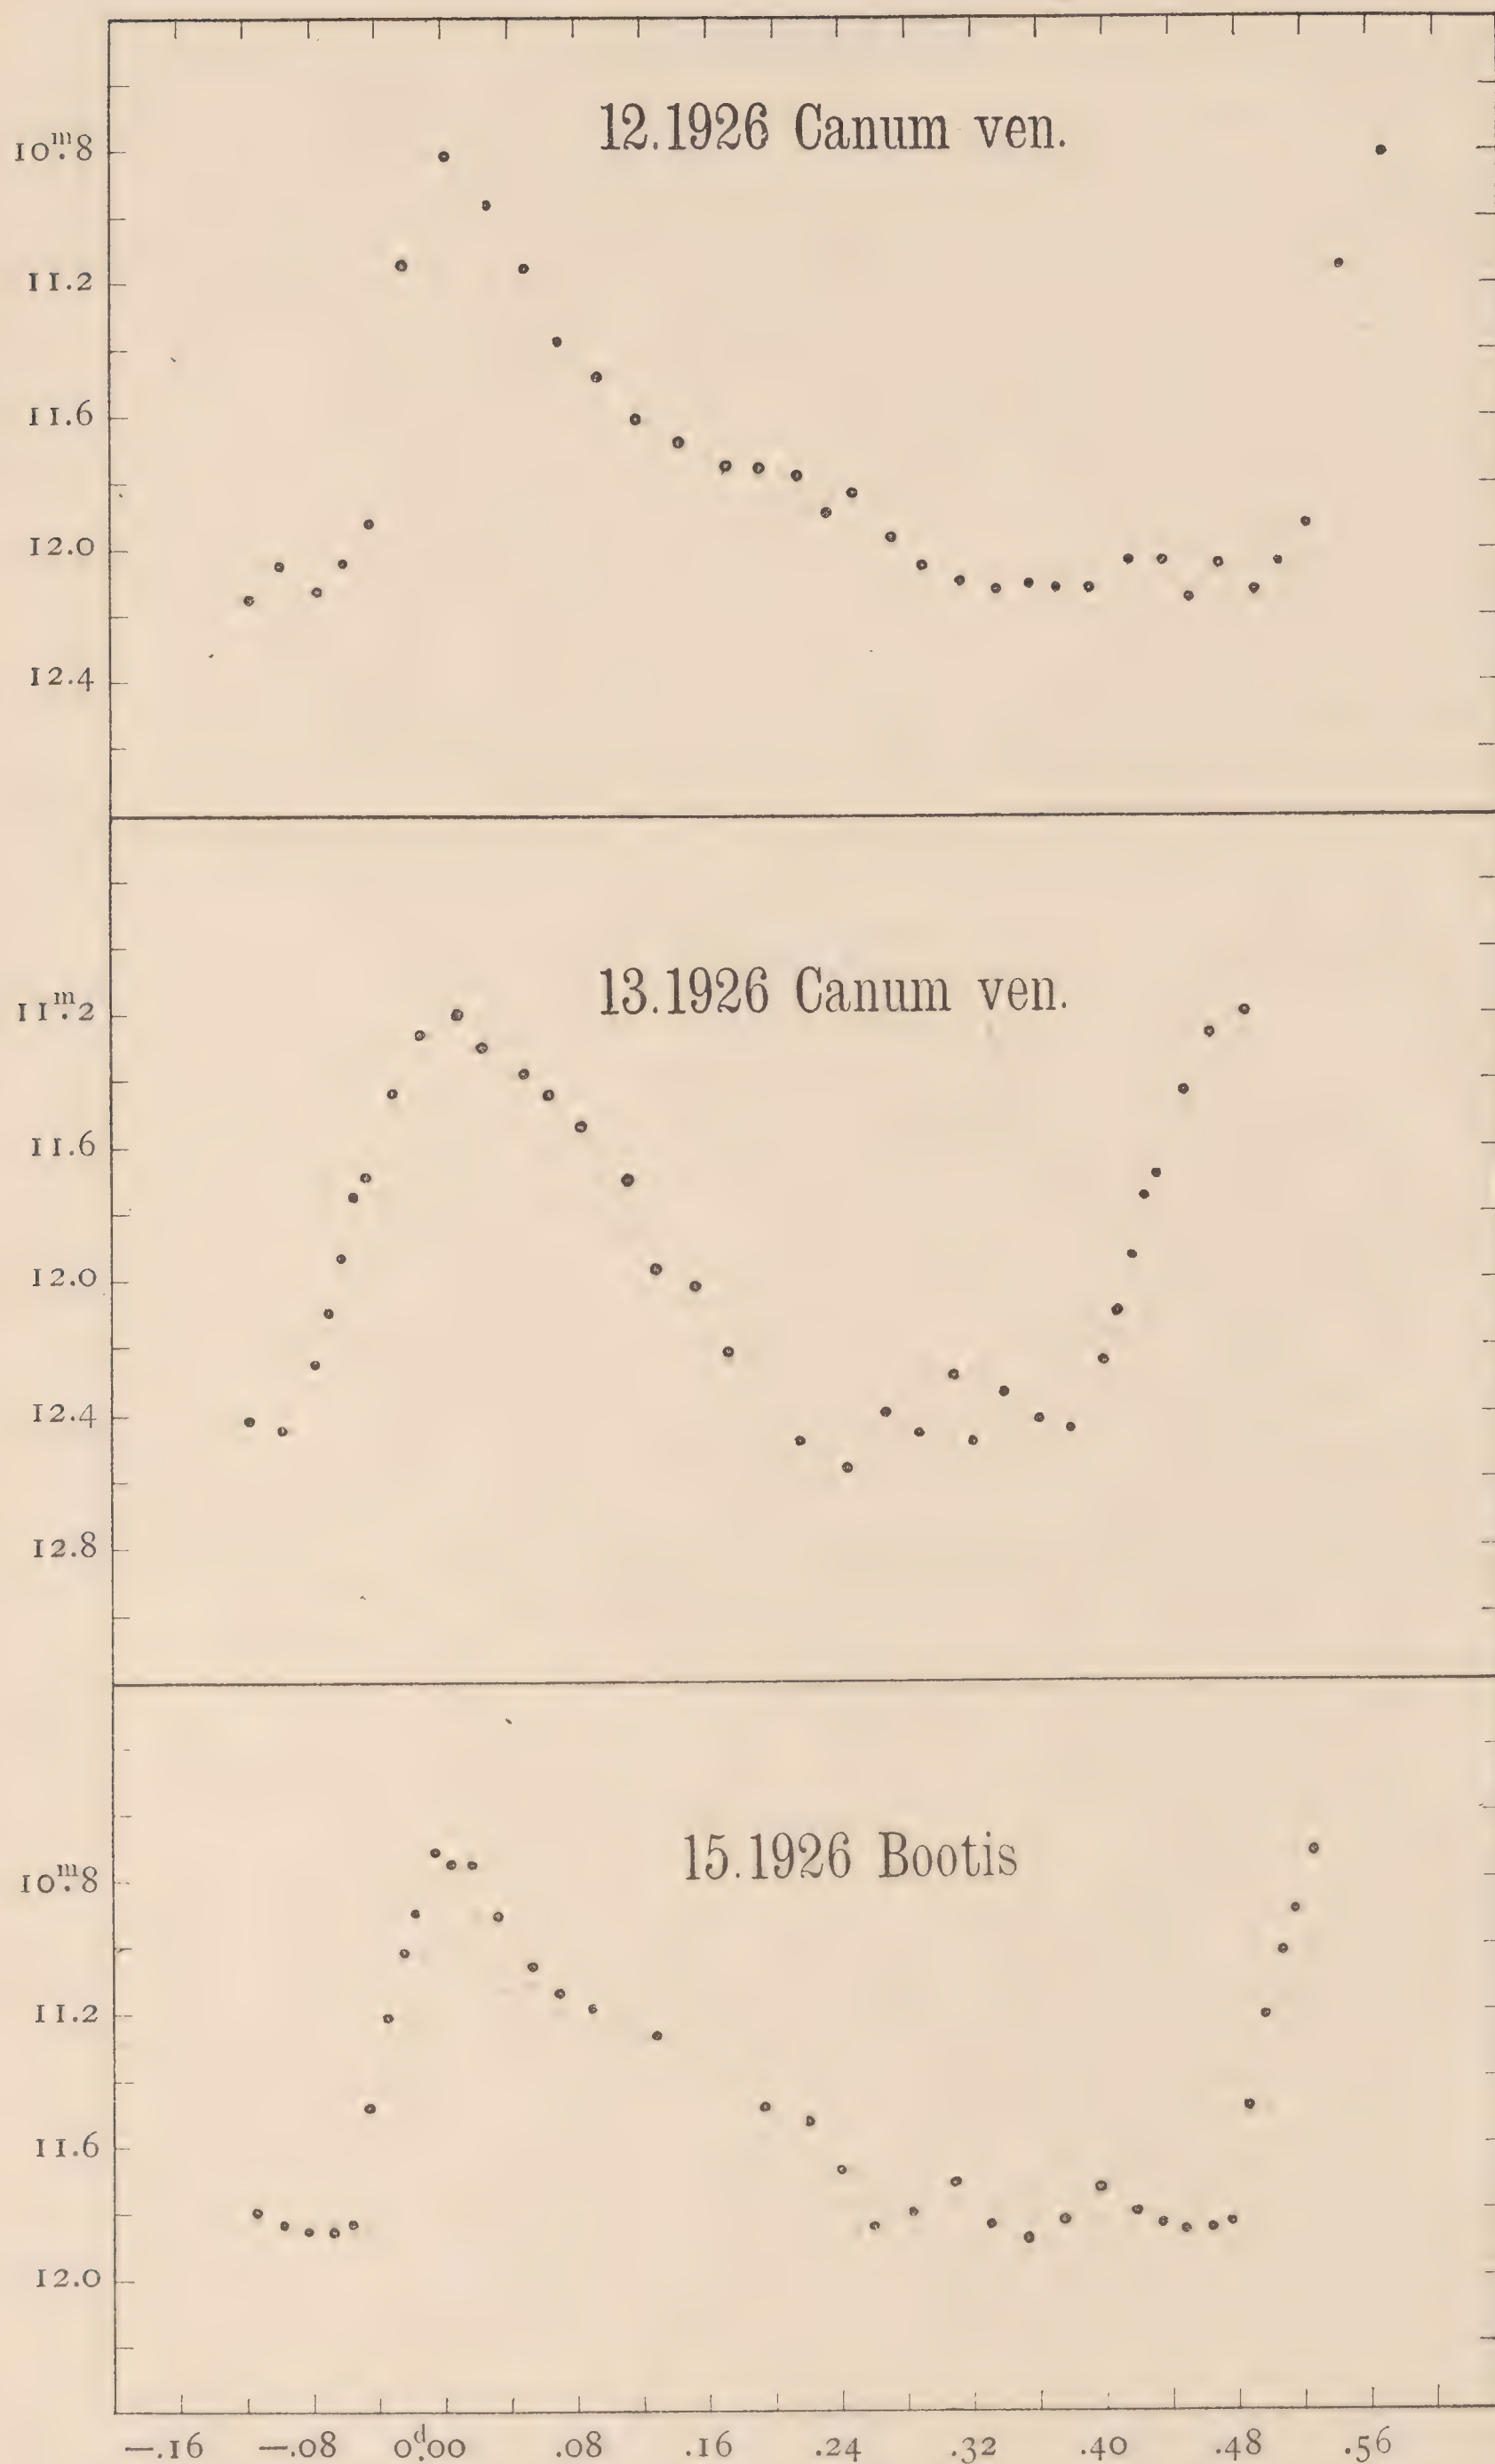 12.1926 Canum ven.
10ᵐ.8
11.2
11.6
12.0
12.4
13.1926 Canum ven.
11ᵐ.2
11.6
12.0
12.4
12.8
15.1926 Bootis
10ᵐ.8
11.2
11.6
12.0
—.16 —.08 0ᵈ.00 .08 .16 .24 .32 .40 .48 .56